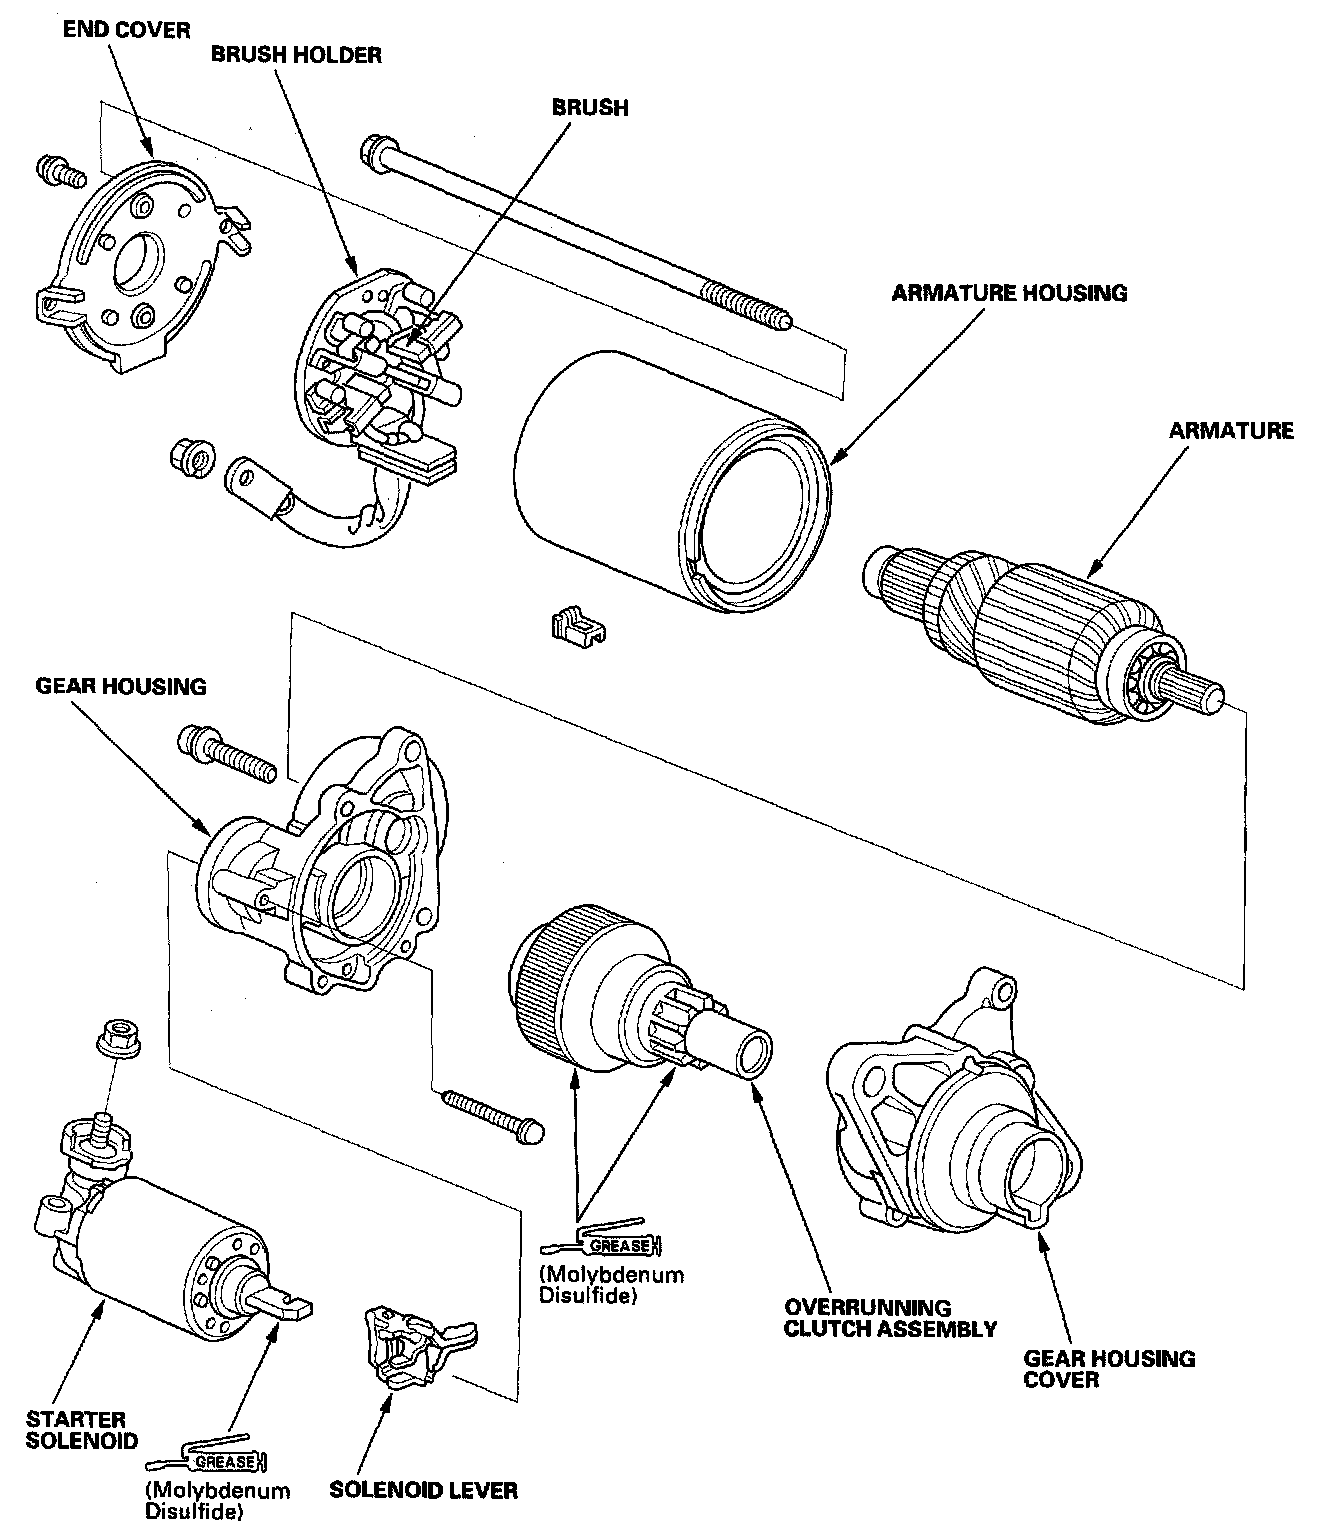 END COVER
BRUSH HOLDER
BRUSH
ARMATURE HOUSING
ARMATURE
GEAR HOUSING
GREASE
(Molybdenum
Disulfide)
OVERRUNNING
CLUTCH ASSEMBLY
GEAR HOUSING
COVER
STARTER
SOLENOID
GREASE
(Molybdenum
Disulfide)
SOLENOID LEVER